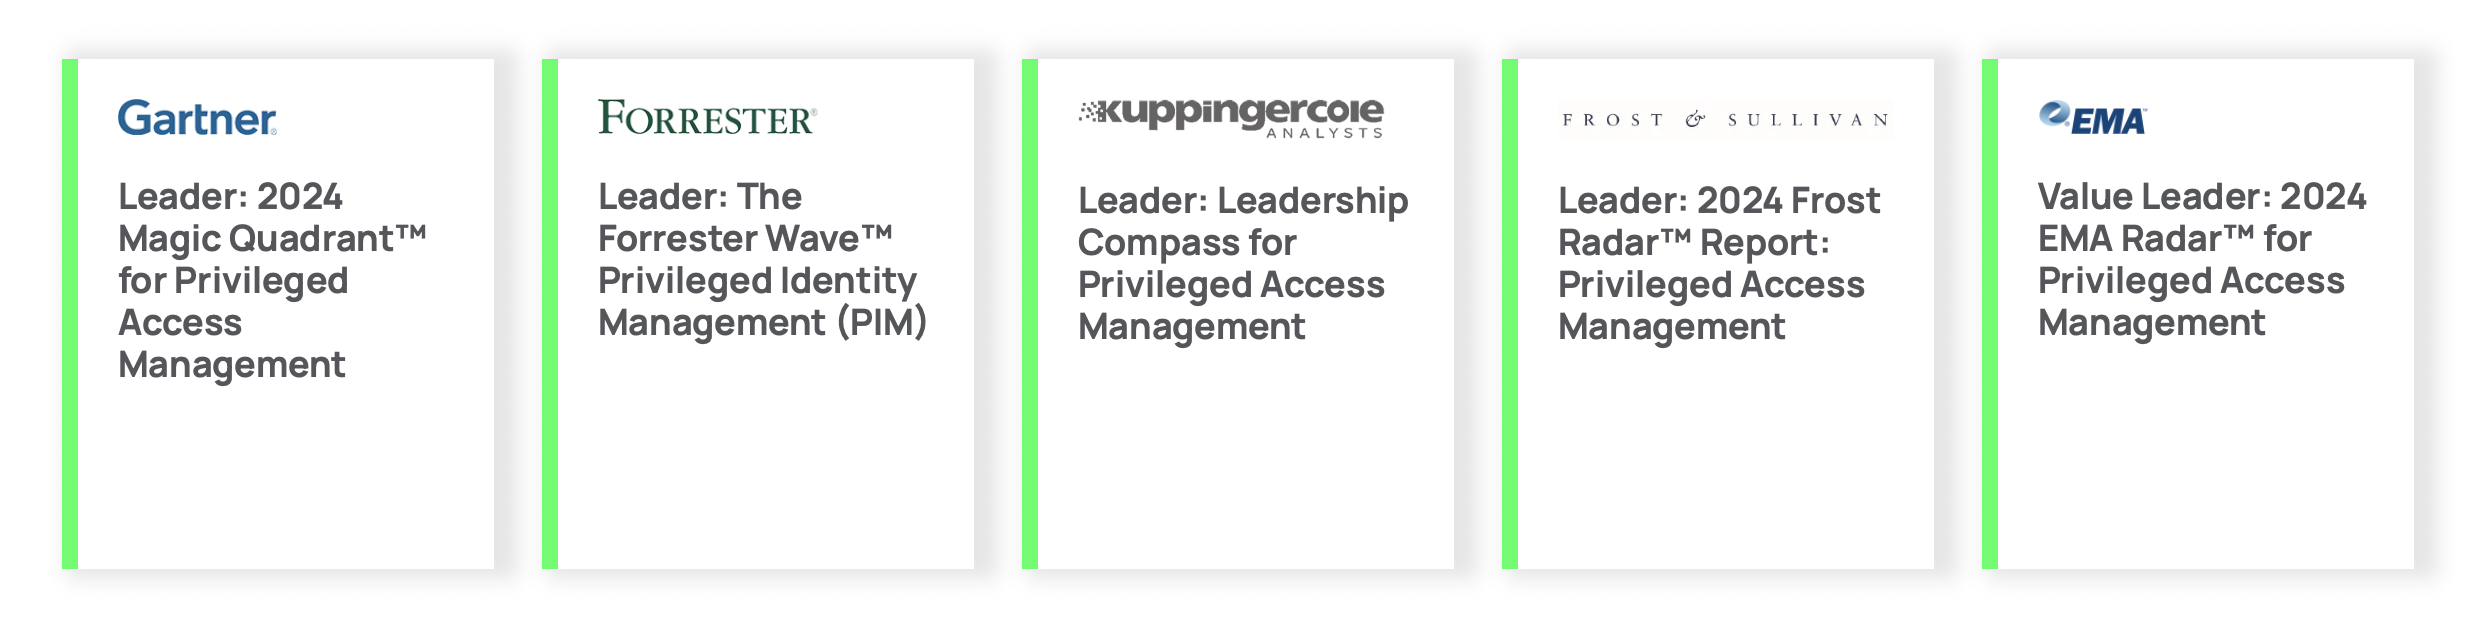 Gartner®
Leader: 2024
Magic Quadrant™
for Privileged
Access
Management
FORRESTER®
Leader: The
Forrester Wave™
Privileged Identity
Management (PIM)
kuppingercole
ANALYSTS
Leader: Leadership
Compass for
Privileged Access
Management
FROST & SULLIVAN
Leader: 2024 Frost
Radar™ Report:
Privileged Access
Management
EMA™
Value Leader: 2024
EMA Radar™ for
Privileged Access
Management